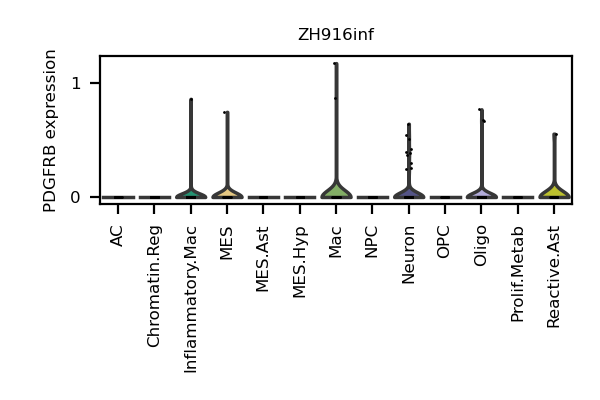 ZH916inf
PDGFRB expression
1
0
AC
Chromatin.Reg
Inflammatory.Mac
MES
MES.Ast
MES.Hyp
Mac
NPC
Neuron
OPC
Oligo
Prolif.Metab
Reactive.Ast